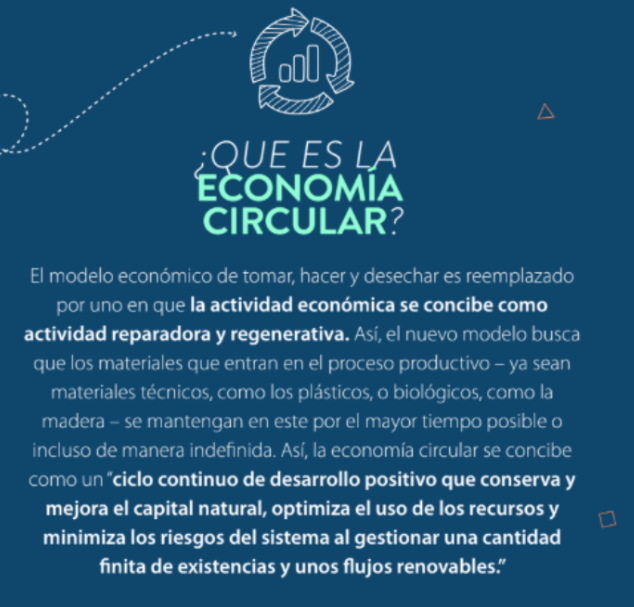 ¿QUE ES LA
ECONOMÍA
CIRCULAR?
El modelo económico de tomar, hacer y desechar es reemplazado
por uno en que la actividad económica se concibe como
actividad reparadora y regenerativa. Así, el nuevo modelo busca
que los materiales que entran en el proceso productivo – ya sean
materiales técnicos, como los plásticos, o biológicos, como la
madera – se mantengan en este por el mayor tiempo posible o
incluso de manera indefinida. Así, la economía circular se concibe
como un “ciclo continuo de desarrollo positivo que conserva y
mejora el capital natural, optimiza el uso de los recursos y
minimiza los riesgos del sistema al gestionar una cantidad
finita de existencias y unos flujos renovables.”